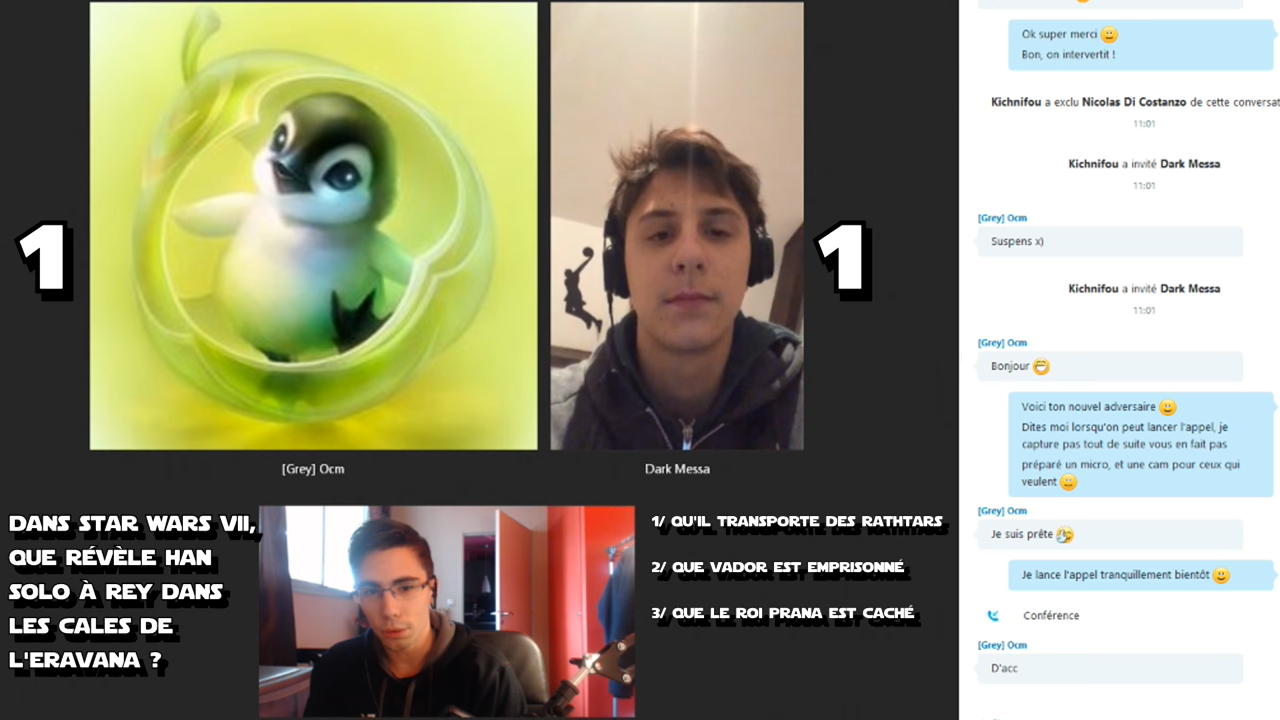 1
1
[Grey] Ocm
Dark Messa
DANS STAR WARS VII,
QUE RÉVÈLE HAN
SOLO À REY DANS
LES CALES DE
L'ERAVANA ?
1/ QU'IL TRANSPORTE DES RATHTARS
2/ QUE VADOR EST EMPRISONNÉ
3/ QUE LE ROI PRANA EST CACHÉ
Ok super merci
Bon, on intervertit !
Kichnifou a exclu Nicolas Di Costanzo de cette conversat
11:01
Kichnifou a invité Dark Messa
11:01
[Grey] Ocm
Suspens x)
Kichnifou a invité Dark Messa
11:01
[Grey] Ocm
Bonjour
Voici ton nouvel adversaire
Dites moi lorsqu'on peut lancer l'appel, je
capture pas tout de suite vous en fait pas
préparé un micro, et une cam pour ceux qui
veulent
[Grey] Ocm
Je suis prête
Je lance l'appel tranquillement bientôt
Conférence
[Grey] Ocm
D'acc